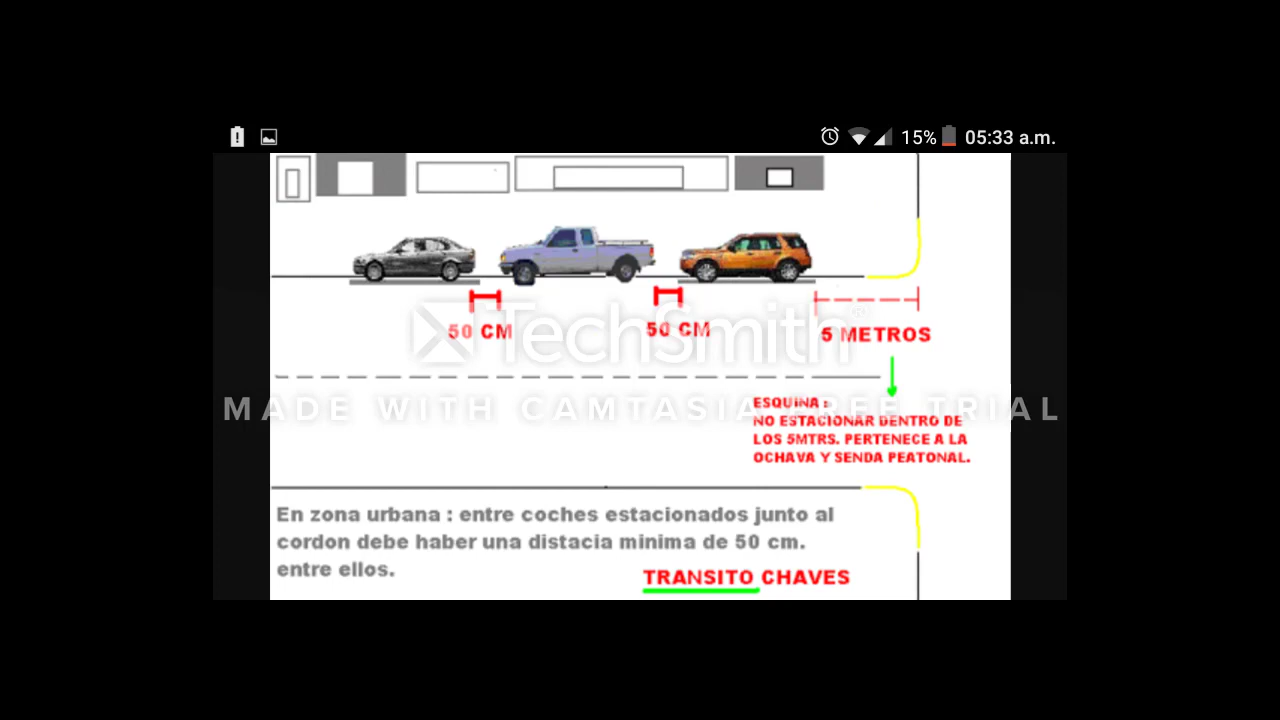 15% 05:33 a.m.
50 CM
50 CM
5 METROS
TechSmith®
MADE WITH CAMTASIA FREE TRIAL
ESQUINA :
NO ESTACIONAR DENTRO DE
LOS 5MTRS. PERTENECE A LA
OCHAVA Y SENDA PEATONAL.
En zona urbana : entre coches estacionados junto al
cordon debe haber una distacia minima de 50 cm.
entre ellos.
TRANSITO CHAVES